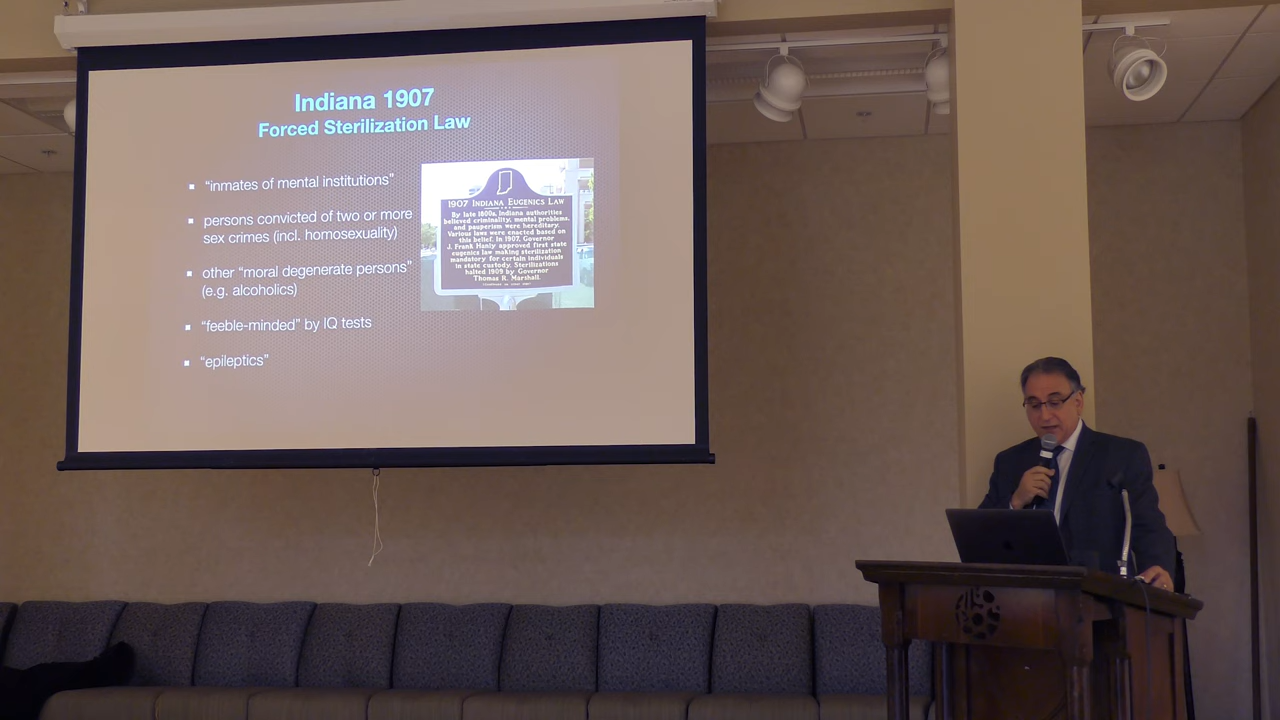 Indiana 1907
Forced Sterilization Law
▪ “inmates of mental institutions”
▪ persons convicted of two or more
sex crimes (incl. homosexuality)
▪ other “moral degenerate persons”
(e.g. alcoholics)
▪ “feeble-minded” by IQ tests
▪ “epileptics”
1907 INDIANA EUGENICS LAW
By late 1800s, Indiana authorities
believed criminality, mental problems,
and pauperism were hereditary.
Various laws were enacted based on
this belief. In 1907, Governor
J. Frank Hanly approved first state
eugenics law making sterilization
mandatory for certain individuals
in state custody. Sterilizations
halted 1909 by Governor
Thomas R. Marshall.